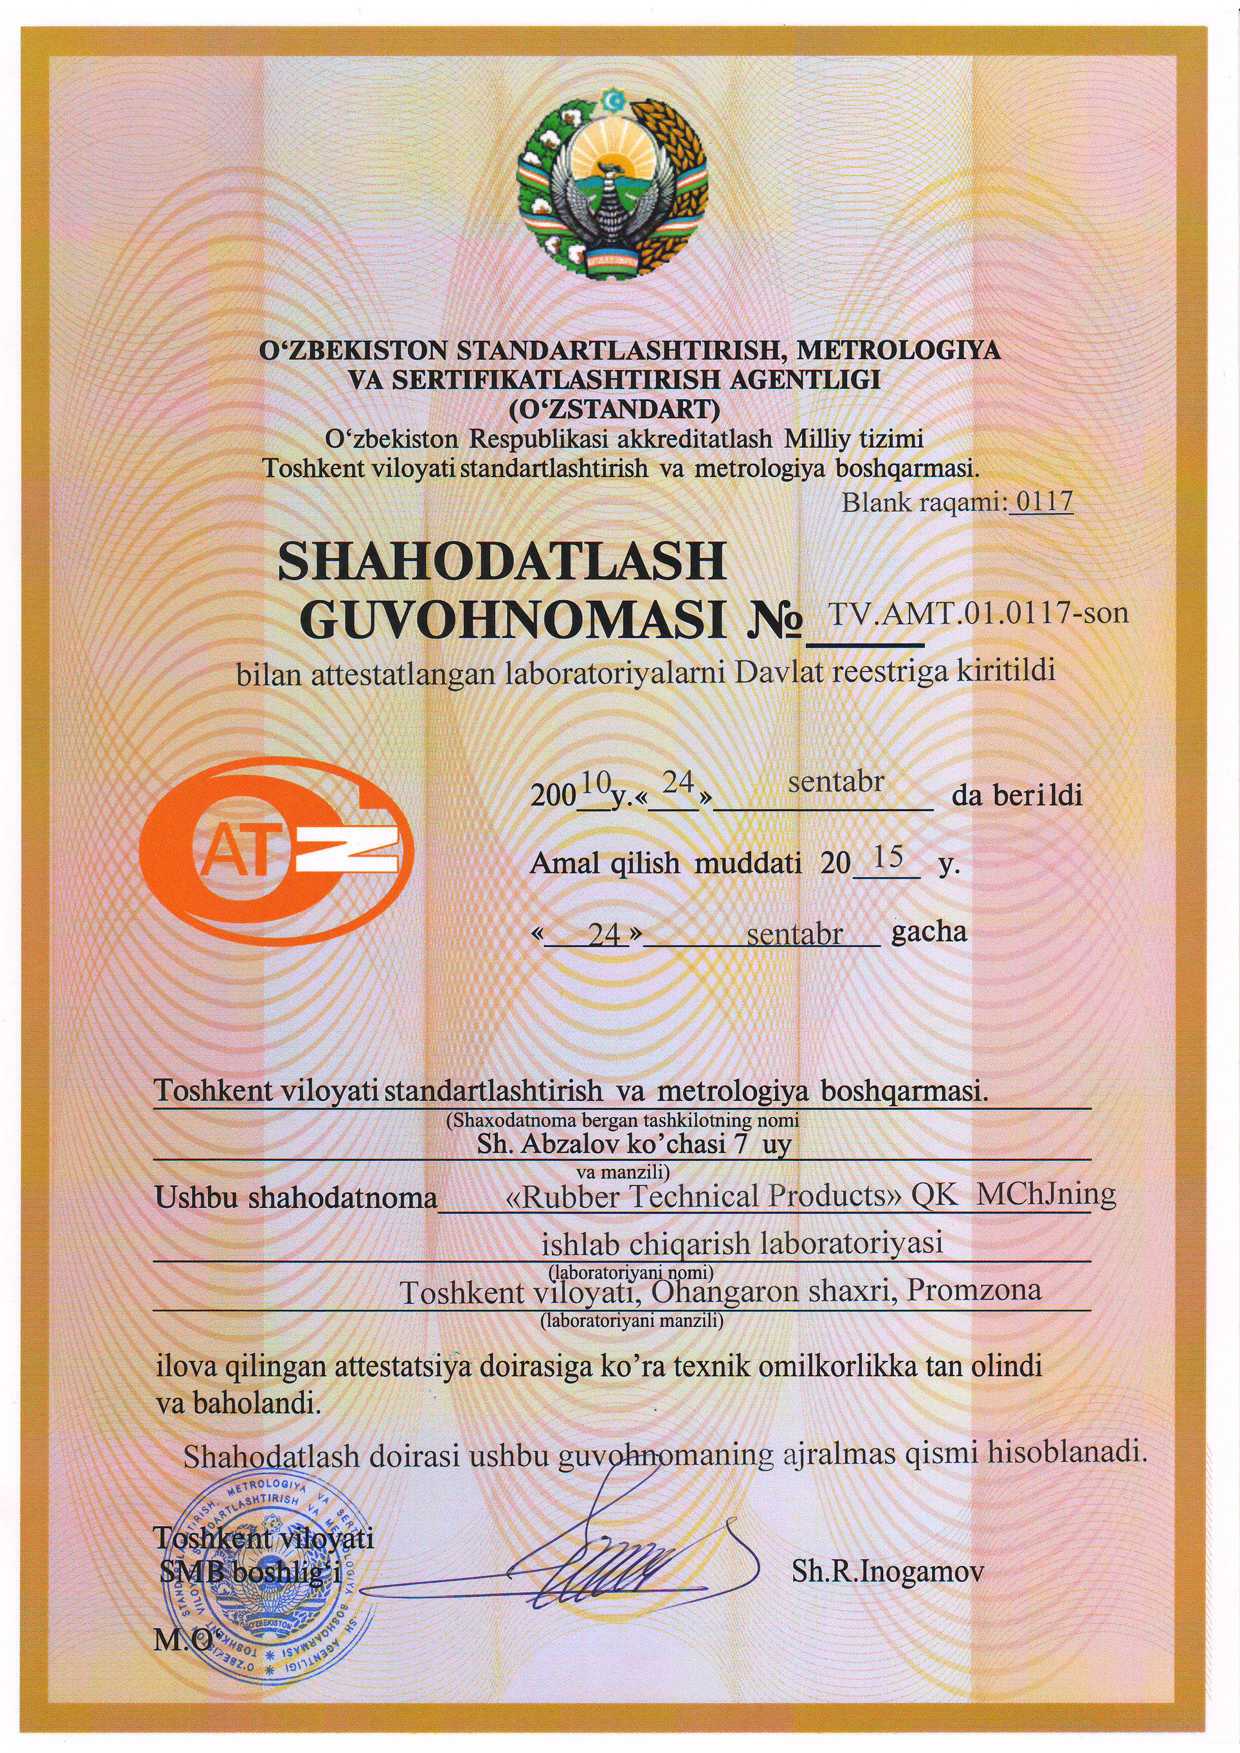 O‘ZBEKISTON STANDARTLASHTIRISH, METROLOGIYA
VA SERTIFIKATLASHTIRISH AGENTLIGI
(O‘ZSTANDART)
O‘zbekiston Respublikasi akkreditatlash Milliy tizimi
Toshkent viloyati standartlashtirish va metrologiya boshqarmasi.
Blank raqami: 0117
SHAHODATLASH
GUVOHNOMASI № TV.AMT.01.0117-son
bilan attestatlangan laboratoriyalarni Davlat reestriga kiritildi
ATN
200 10 y.« 24 » sentabr da berildi
Amal qilish muddati 20 15 y.
« 24 » sentabr gacha
Toshkent viloyati standartlashtirish va metrologiya boshqarmasi.
(Shaxodatnoma bergan tashkilotning nomi
Sh. Abzalov ko’chasi 7 uy
va manzili)
Ushbu shahodatnoma «Rubber Technical Products» QK MChJning
ishlab chiqarish laboratoriyasi
(laboratoriyani nomi)
Toshkent viloyati, Ohangaron shaxri, Promzona
(laboratoriyani manzili)
ilova qilingan attestatsiya doirasiga ko’ra texnik omilkorlikka tan olindi
va baholandi.
Shahodatlash doirasi ushbu guvohnomaning ajralmas qismi hisoblanadi.
Toshkent viloyati
SMB boshlig‘i Sh.R.Inogamov
M.O‘